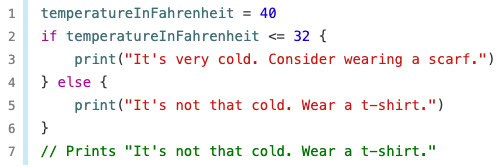 1 temperatureInFahrenheit = 40
2 if temperatureInFahrenheit <= 32 {
3     print("It's very cold. Consider wearing a scarf.")
4 } else {
5     print("It's not that cold. Wear a t-shirt.")
6 }
7 // Prints "It's not that cold. Wear a t-shirt."